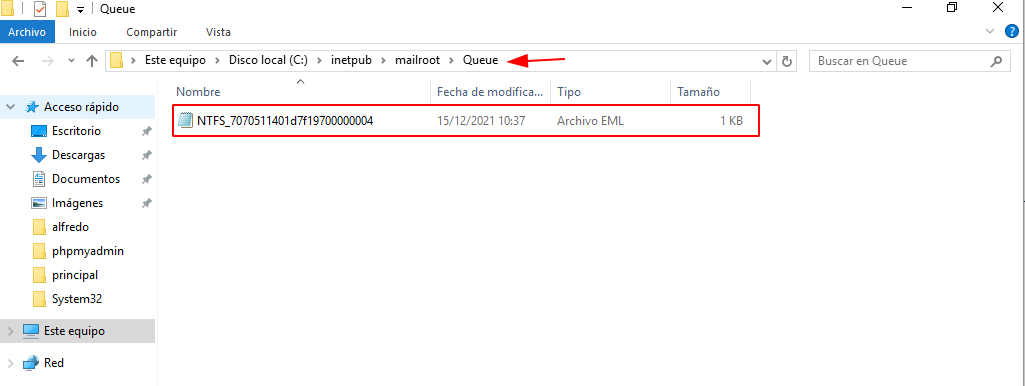 Queue
Archivo Inicio Compartir Vista
Este equipo Disco local (C:) inetpub mailroot Queue Buscar en Queue
Nombre Fecha de modifica... Tipo Tamaño
NTFS_7070511401d7f19700000004 15/12/2021 10:37 Archivo EML 1 KB
Acceso rápido
Escritorio
Descargas
Documentos
Imágenes
alfredo
phpmyadmin
principal
System32
Este equipo
Red